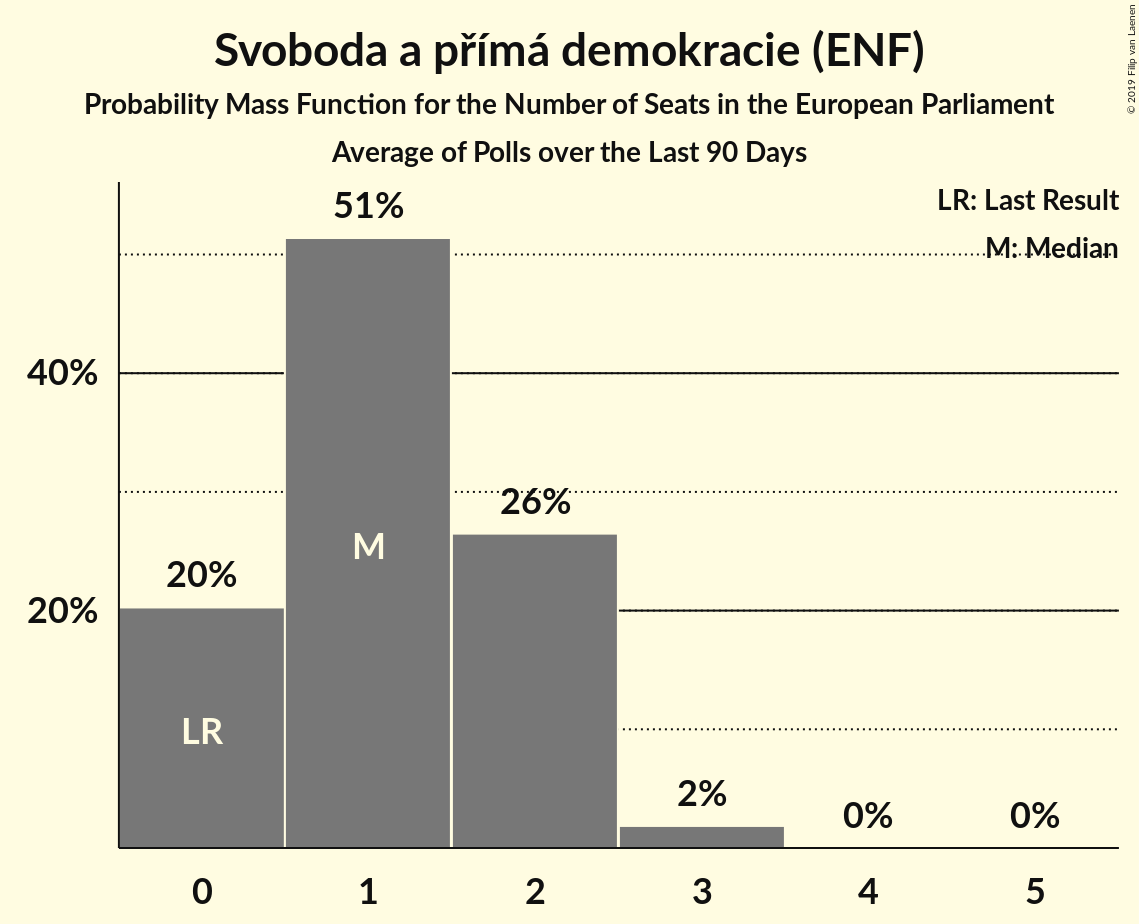 Svoboda a přímá demokracie (ENF)
Probability Mass Function for the Number of Seats in the European Parliament
Average of Polls over the Last 90 Days
© 2019 Filip van Laenen
LR: Last Result
M: Median
51%
40%
26%
M
20%
20%
LR
2%
0%
0%
0 1 2 3 4 5